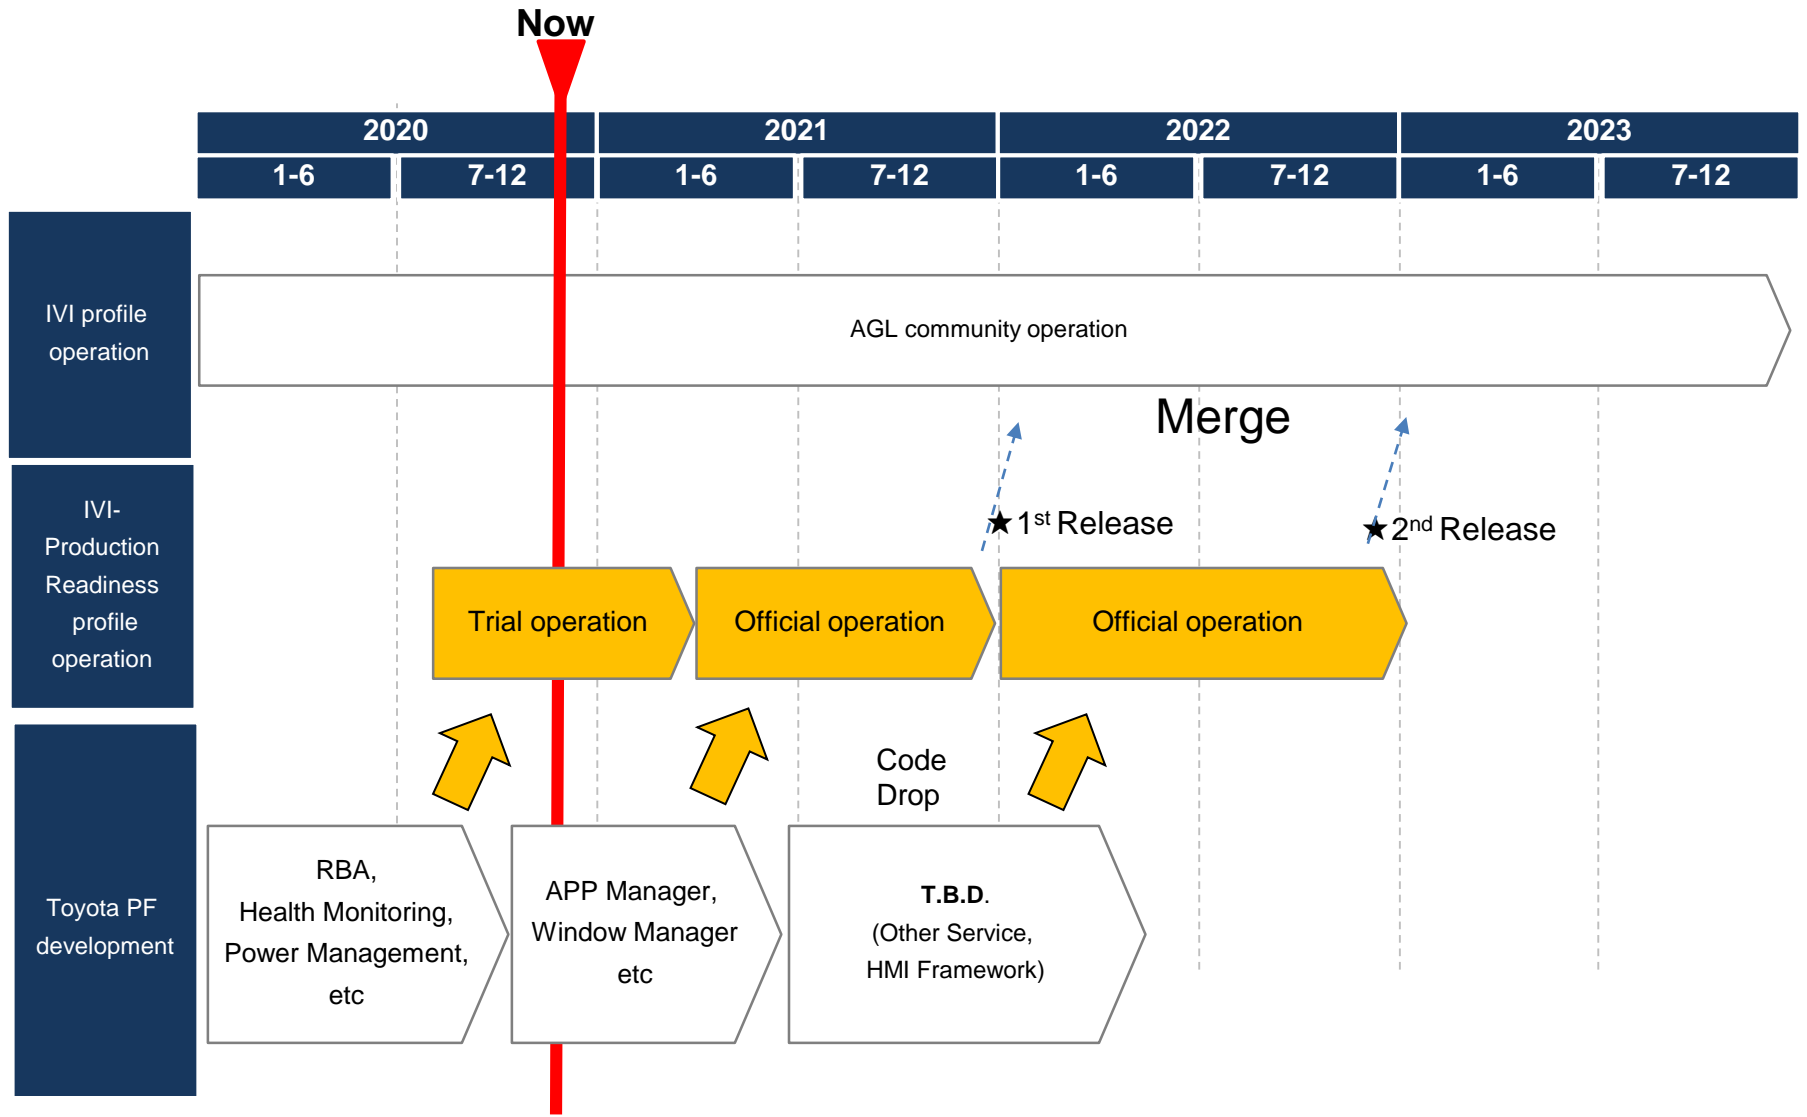 Now
2020
2021
2022
2023
1-6
7-12
1-6
7-12
1-6
7-12
1-6
7-12
IVI profile
operation
AGL community operation
Merge
IVI-
Production
Readiness
profile
operation
1st Release
2nd Release
Trial operation
Official operation
Official operation
Code
Drop
Toyota PF
development
RBA,
Health Monitoring,
Power Management,
etc
APP Manager,
Window Manager
etc
T.B.D.
(Other Service,
HMI Framework)